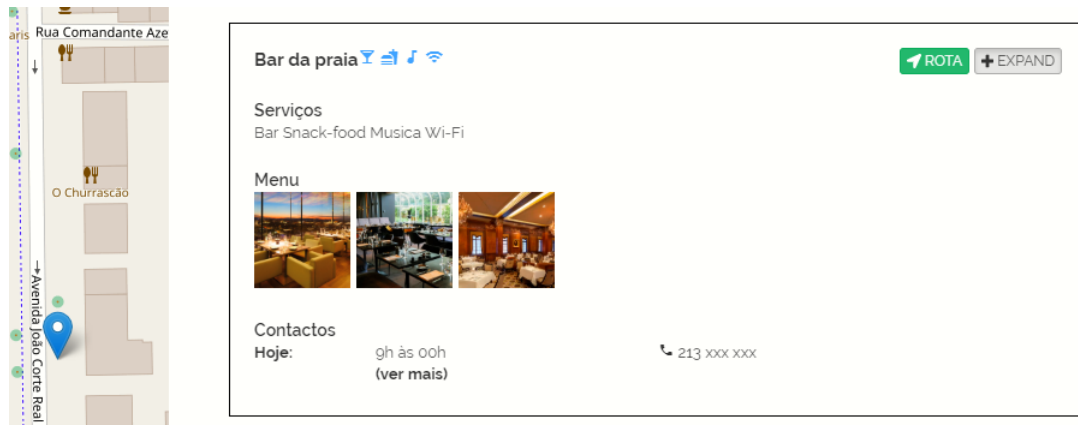 aris
Rua Comandante Aze
O Churrascão
Avenida João Corte Real
Bar da praia
ROTA
EXPAND
Serviços
Bar Snack-food Musica Wi-Fi
Menu
Contactos
Hoje: 9h às 00h 213 xxx xxx
(ver mais)